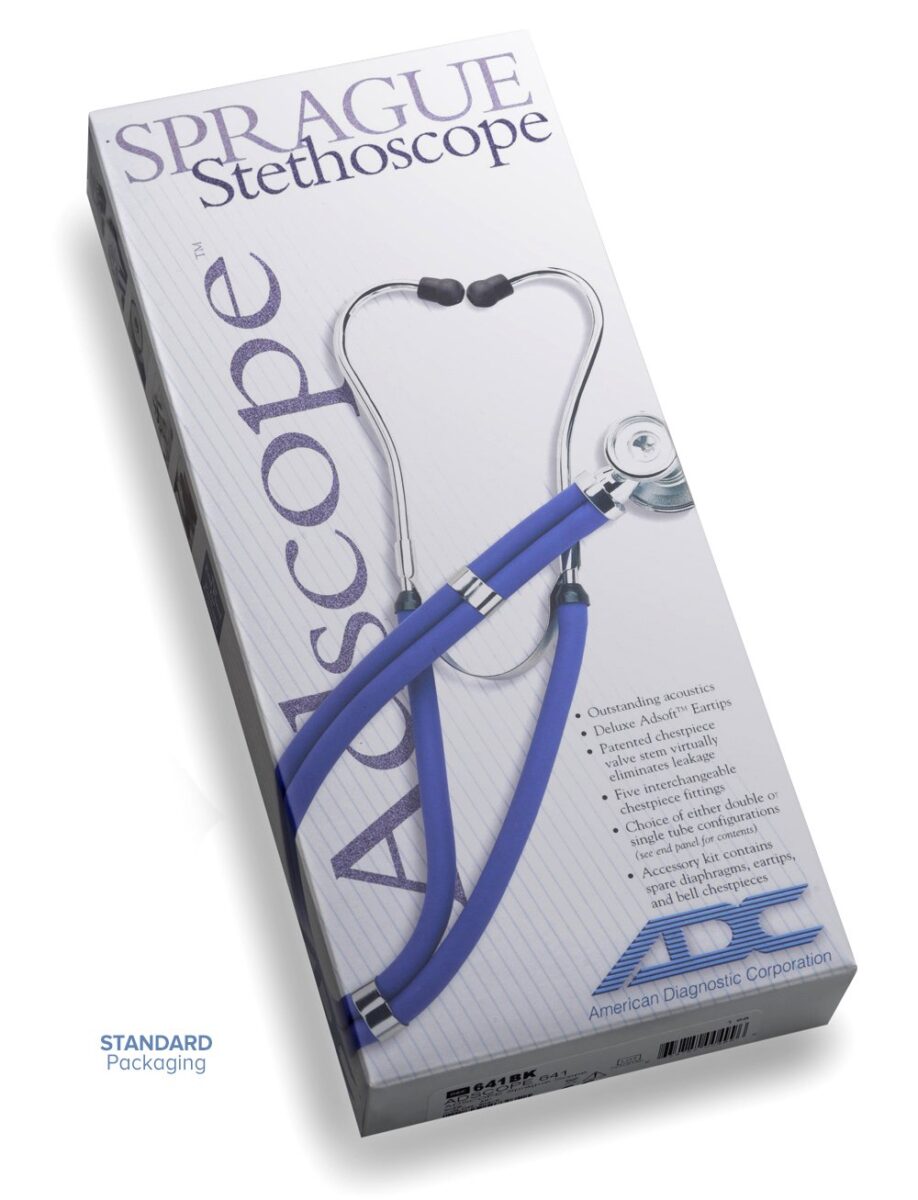 SPRAGUE
Stethoscope
Adscope™
• Outstanding acoustics
• Deluxe Adsoft™ Eartips
• Patented chestpiece
valve stem virtually
eliminates leakage
• Five interchangeable
chestpiece fittings
• Choice of either double or
single tube configurations
(see end panel for contents)
• Accessory kit contains
spare diaphragms, eartips,
and bell chestpieces
ADC
American Diagnostic Corporation
STANDARD
Packaging
641BK
ADSCOPE 641